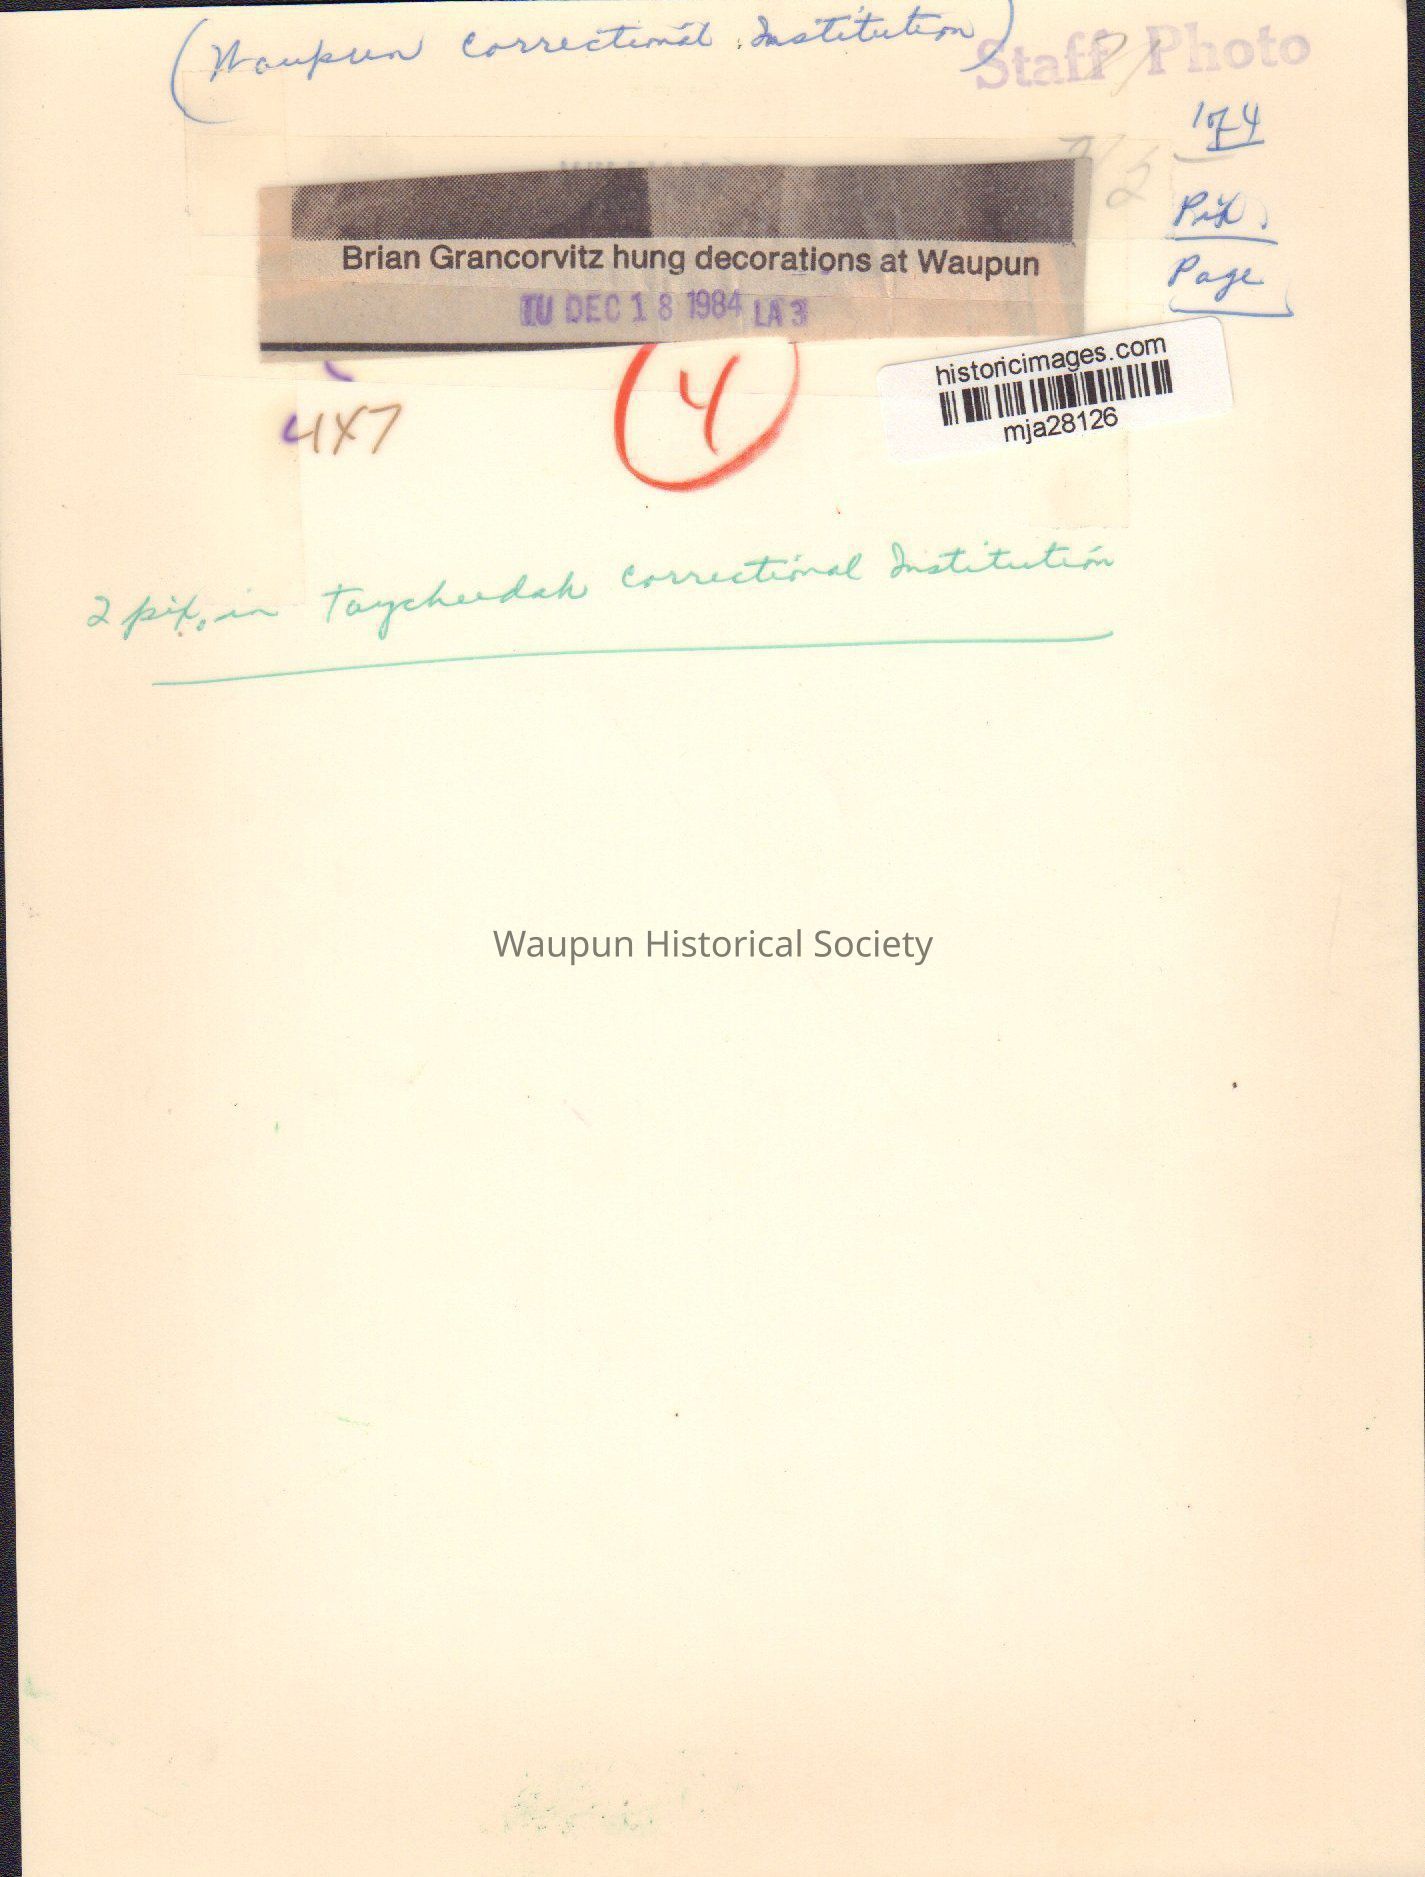 (Waupun Correctional Institution)
Staff Photo
1 of 4
Pix.
Page
Brian Grancorvitz hung decorations at Waupun
TU DEC 18 1984 LA 3
historicimages.com
mja28126
4
4x7
2 pix. in Taycheedah Correctional Institution
Waupun Historical Society